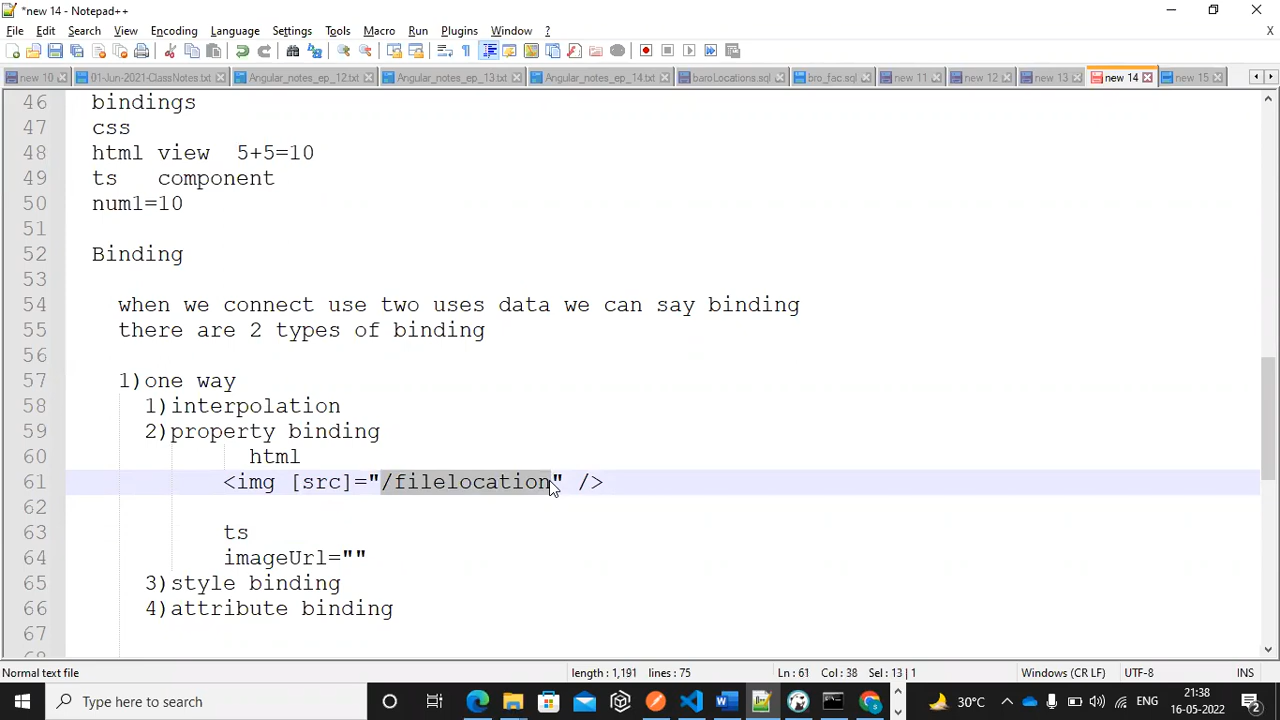 *new 14 - Notepad++
File Edit Search View Encoding Language Settings Tools Macro Run Plugins Window ?
X
new 10 01-Jun-2021-ClassNotes.txt Angular_notes_ep_12.txt Angular_notes_ep_13.txt Angular_notes_ep_14.txt bankLocations.sql bro_fsc.sql new 11 new 12 new 13 new 14 new 15
46 bindings
47 css
48 html view 5+5=10
49 ts component
50 num1=10
51
52 Binding
53
54 when we connect use two uses data we can say binding
55 there are 2 types of binding
56
57 1)one way
58 1)interpolation
59 2)property binding
60 html
61 <img [src]="/filelocation" />
62
63 ts
64 imageUrl=""
65 3)style binding
66 4)attribute binding
67
Normal text file length : 1,191 lines : 75 Ln : 61 Col : 38 Sel : 13 | 1 Windows (CR LF) UTF-8 INS
Type here to search 30°C ENG 21:38
16-05-2022 2